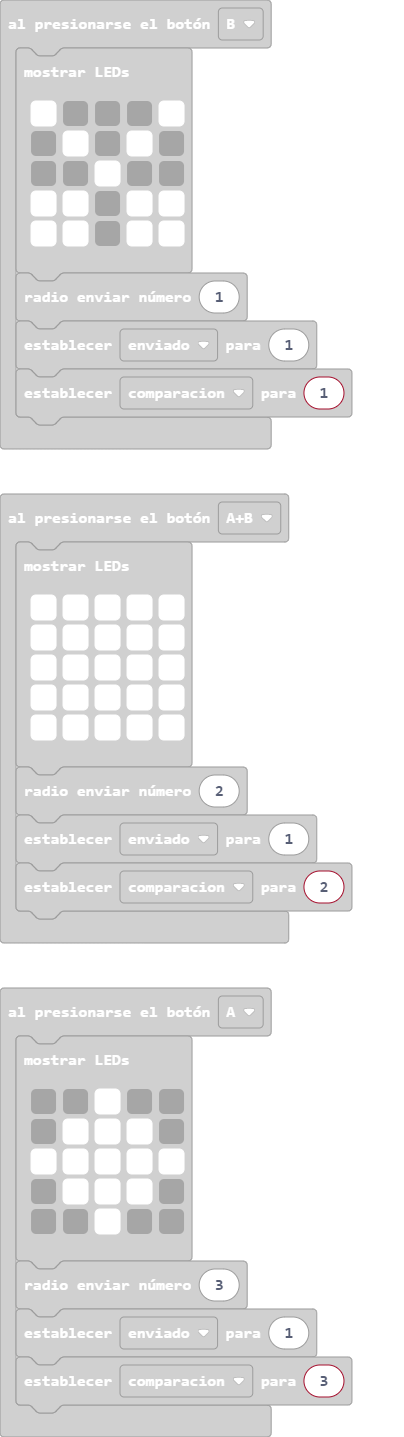 al presionarse el botón B
mostrar LEDs
radio enviar número 1
establecer enviado para 1
establecer comparacion para 1
al presionarse el botón A+B
mostrar LEDs
radio enviar número 2
establecer enviado para 1
establecer comparacion para 2
al presionarse el botón A
mostrar LEDs
radio enviar número 3
establecer enviado para 1
establecer comparacion para 3